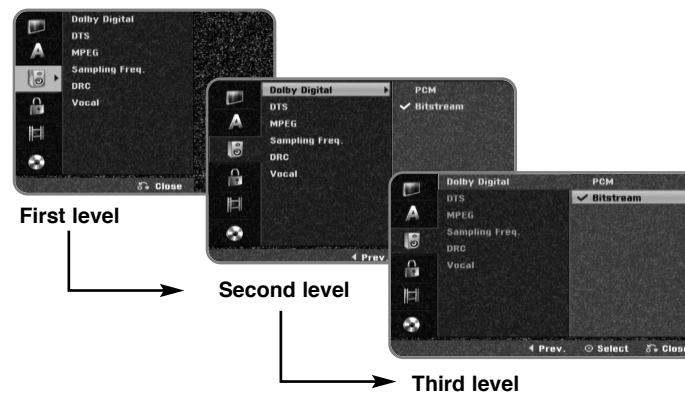 Dolby Digital
DTS
MPEG
Sampling Freq.
DRC
Vocal
Close
First level
Dolby Digital
PCM
DTS
Bitstream
MPEG
Sampling Freq.
DRC
Vocal
Prev.
Second level
Dolby Digital
PCM
DTS
Bitstream
MPEG
Sampling Freq.
DRC
Vocal
Prev.
Select
Close
Third level